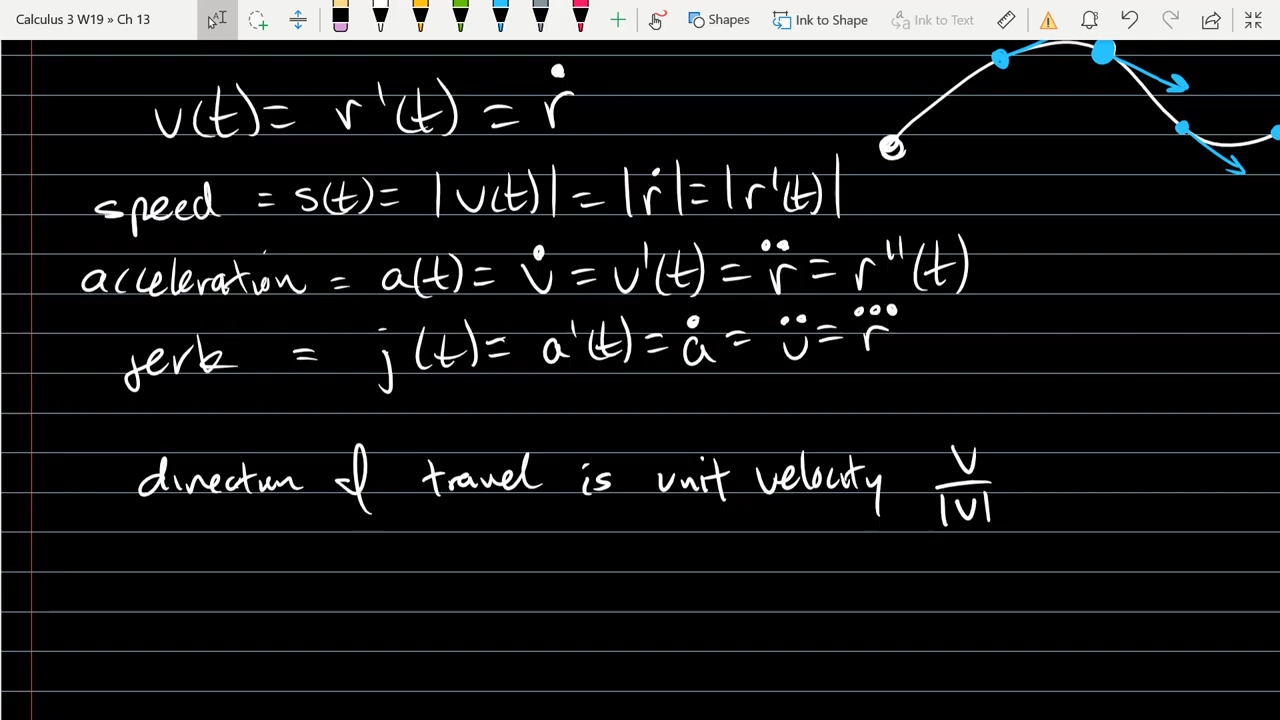 Calculus 3 W19 » Ch 13
Shapes
Ink to Shape
Ink to Text
v(t) = r'(t) = ṙ
speed = s(t) = |v(t)| = |ṙ| = |r'(t)|
acceleration = a(t) = v̇ = v'(t) = r̈ = r''(t)
jerk = j(t) = a'(t) = ȧ = v̈ = r⃛
direction of travel is unit velocity v/|v|